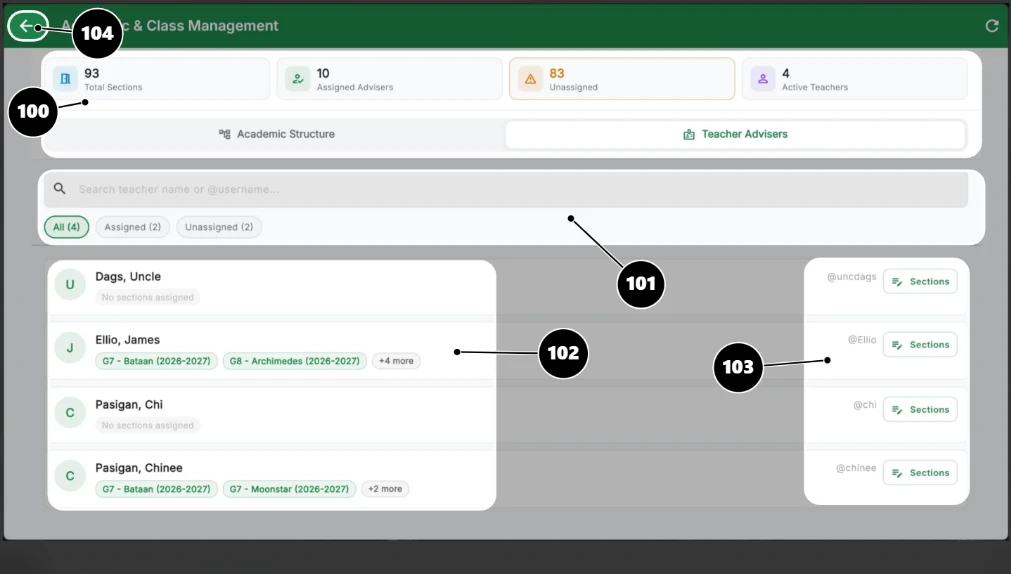 104
A & Class Management
93
Total Sections
10
Assigned Advisers
83
Unassigned
4
Active Teachers
100
Academic Structure
Teacher Advisers
Search teacher name or @username...
All (4)
Assigned (2)
Unassigned (2)
101
U
Dags, Uncle
No sections assigned
@uncdags
Sections
J
Ellio, James
G7 - Bataan (2026-2027)
G8 - Archimedes (2026-2027)
+4 more
102
103
@Ellio
Sections
C
Pasigan, Chi
No sections assigned
@chi
Sections
C
Pasigan, Chinee
G7 - Bataan (2026-2027)
G7 - Moonstar (2026-2027)
+2 more
@chinee
Sections